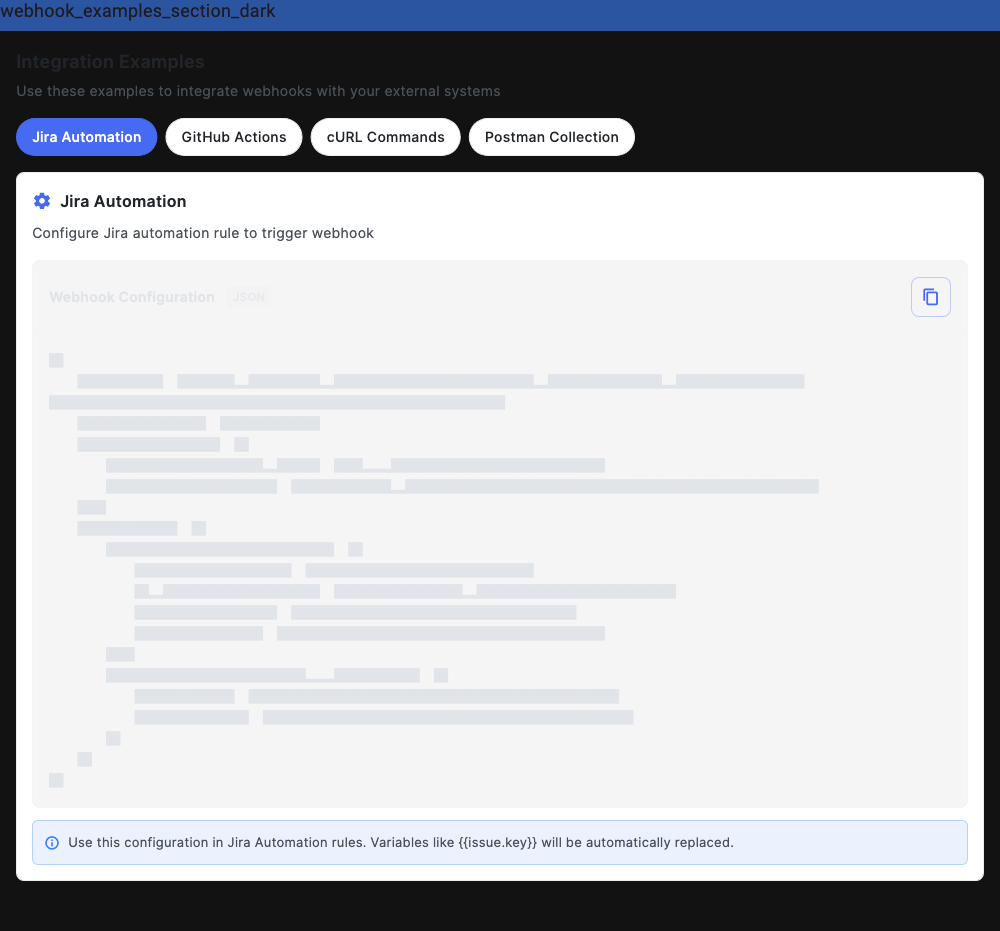 webhook_examples_section_dark
Integration Examples
Use these examples to integrate webhooks with your external systems
Jira Automation
GitHub Actions
cURL Commands
Postman Collection
Jira Automation
Configure Jira automation rule to trigger webhook
Webhook Configuration JSON
Use this configuration in Jira Automation rules. Variables like {{issue.key}} will be automatically replaced.